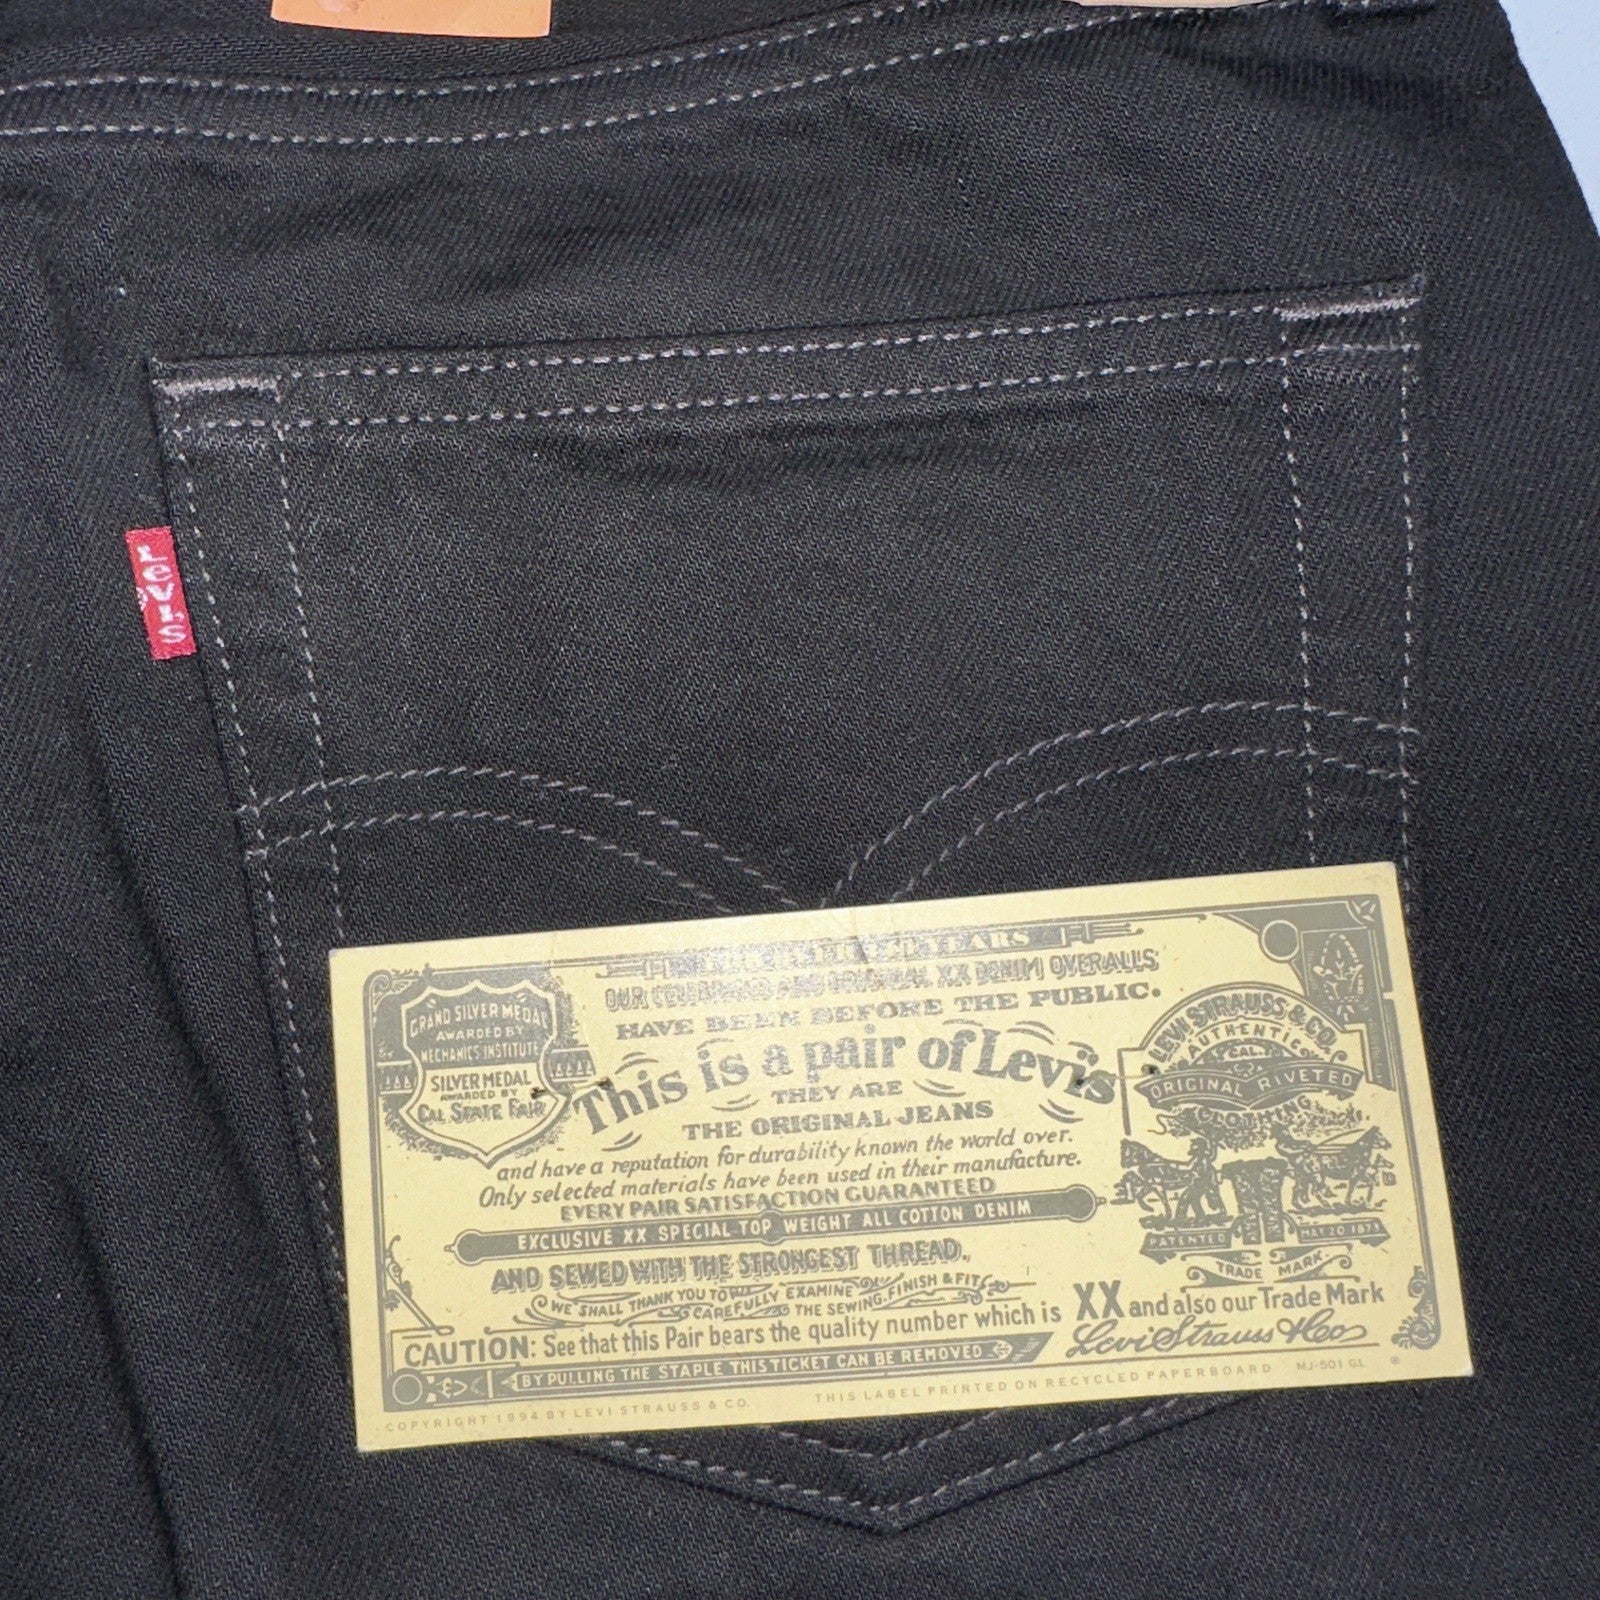 LEVI'S
®
YEARS
OUR CELEBRATED AND ORIGINAL XX DENIM OVERALLS
HAVE BEEN BEFORE THE PUBLIC.
This is a pair of Levi's
THEY ARE
THE ORIGINAL JEANS
and have a reputation for durability known the world over.
Only selected materials have been used in their manufacture.
EVERY PAIR SATISFACTION GUARANTEED
EXCLUSIVE XX SPECIAL TOP WEIGHT ALL COTTON DENIM
AND SEWED WITH THE STRONGEST THREAD.
WE SHALL THANK YOU TO CAREFULLY EXAMINE THE SEWING, FINISH & FIT
CAUTION: See that this Pair bears the quality number which is XX and also our Trade Mark
BY PULLING THE STAPLE THIS TICKET CAN BE REMOVED
Levi Strauss & Co
COPYRIGHT 1994 BY LEVI STRAUSS & CO. THIS LABEL PRINTED ON RECYCLED PAPERBOARD MJ-501 GL ®
GRAND SILVER MEDAL
AWARDED BY
MECHANICS INSTITUTE
SILVER MEDAL
AWARDED BY
CAL STATE FAIR
LEVI STRAUSS & CO.
AUTHENTIC
CAL.
ORIGINAL RIVETED
CLOTHING
PATENTED MAY 20 1873
TRADE MARK.